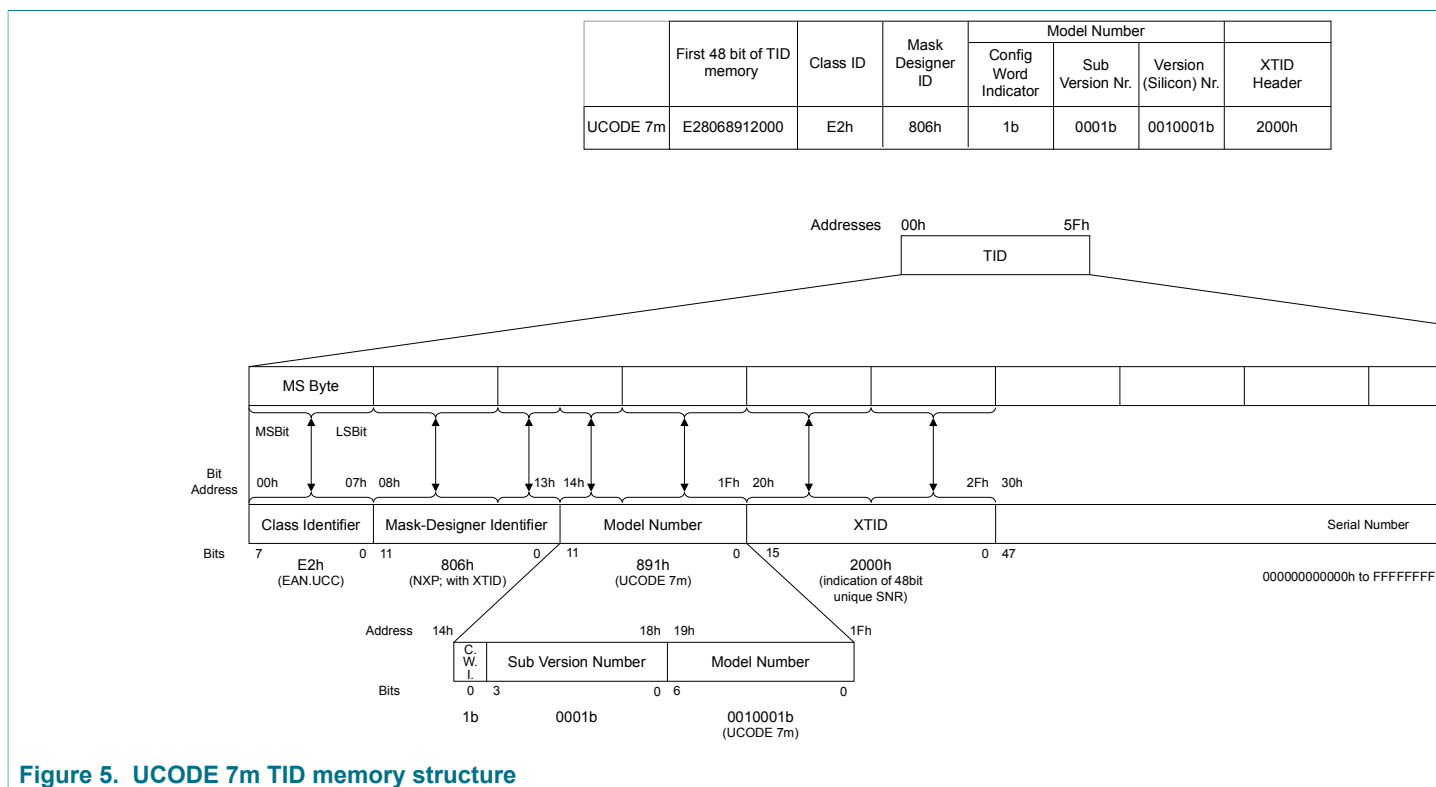 Model Number
First 48 bit of TID memory
Class ID
Mask Designer ID
Config Word Indicator
Sub Version Nr.
Version (Silicon) Nr.
XTID Header
UCODE 7m E28068912000 E2h 806h 1b 0001b 0010001b 2000h
Addresses 00h 5Fh
TID
MS Byte
MSBit LSBit
Bit Address 00h 07h 08h 13h 14h 1Fh 20h 2Fh 30h
Class Identifier Mask-Designer Identifier Model Number XTID Serial Number
Bits 7 0 11 0 11 0 15 0 47
E2h 806h 891h 2000h
(EAN.UCC) (NXP; with XTID) (UCODE 7m) (indication of 48bit unique SNR) 000000000000h to FFFFFFFF
Address 14h 18h 19h 1Fh
C. W. I. Sub Version Number Model Number
Bits 0 3 0 6 0
1b 0001b 0010001b
(UCODE 7m)
Figure 5. UCODE 7m TID memory structure